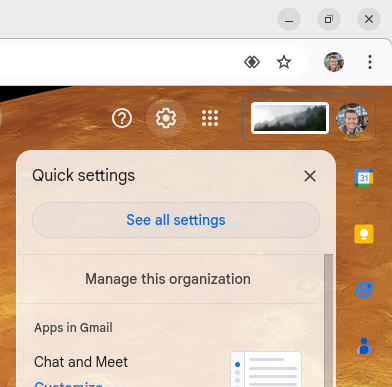 31
Quick settings
See all settings
Manage this organization
Apps in Gmail
Chat and Meet
Customize